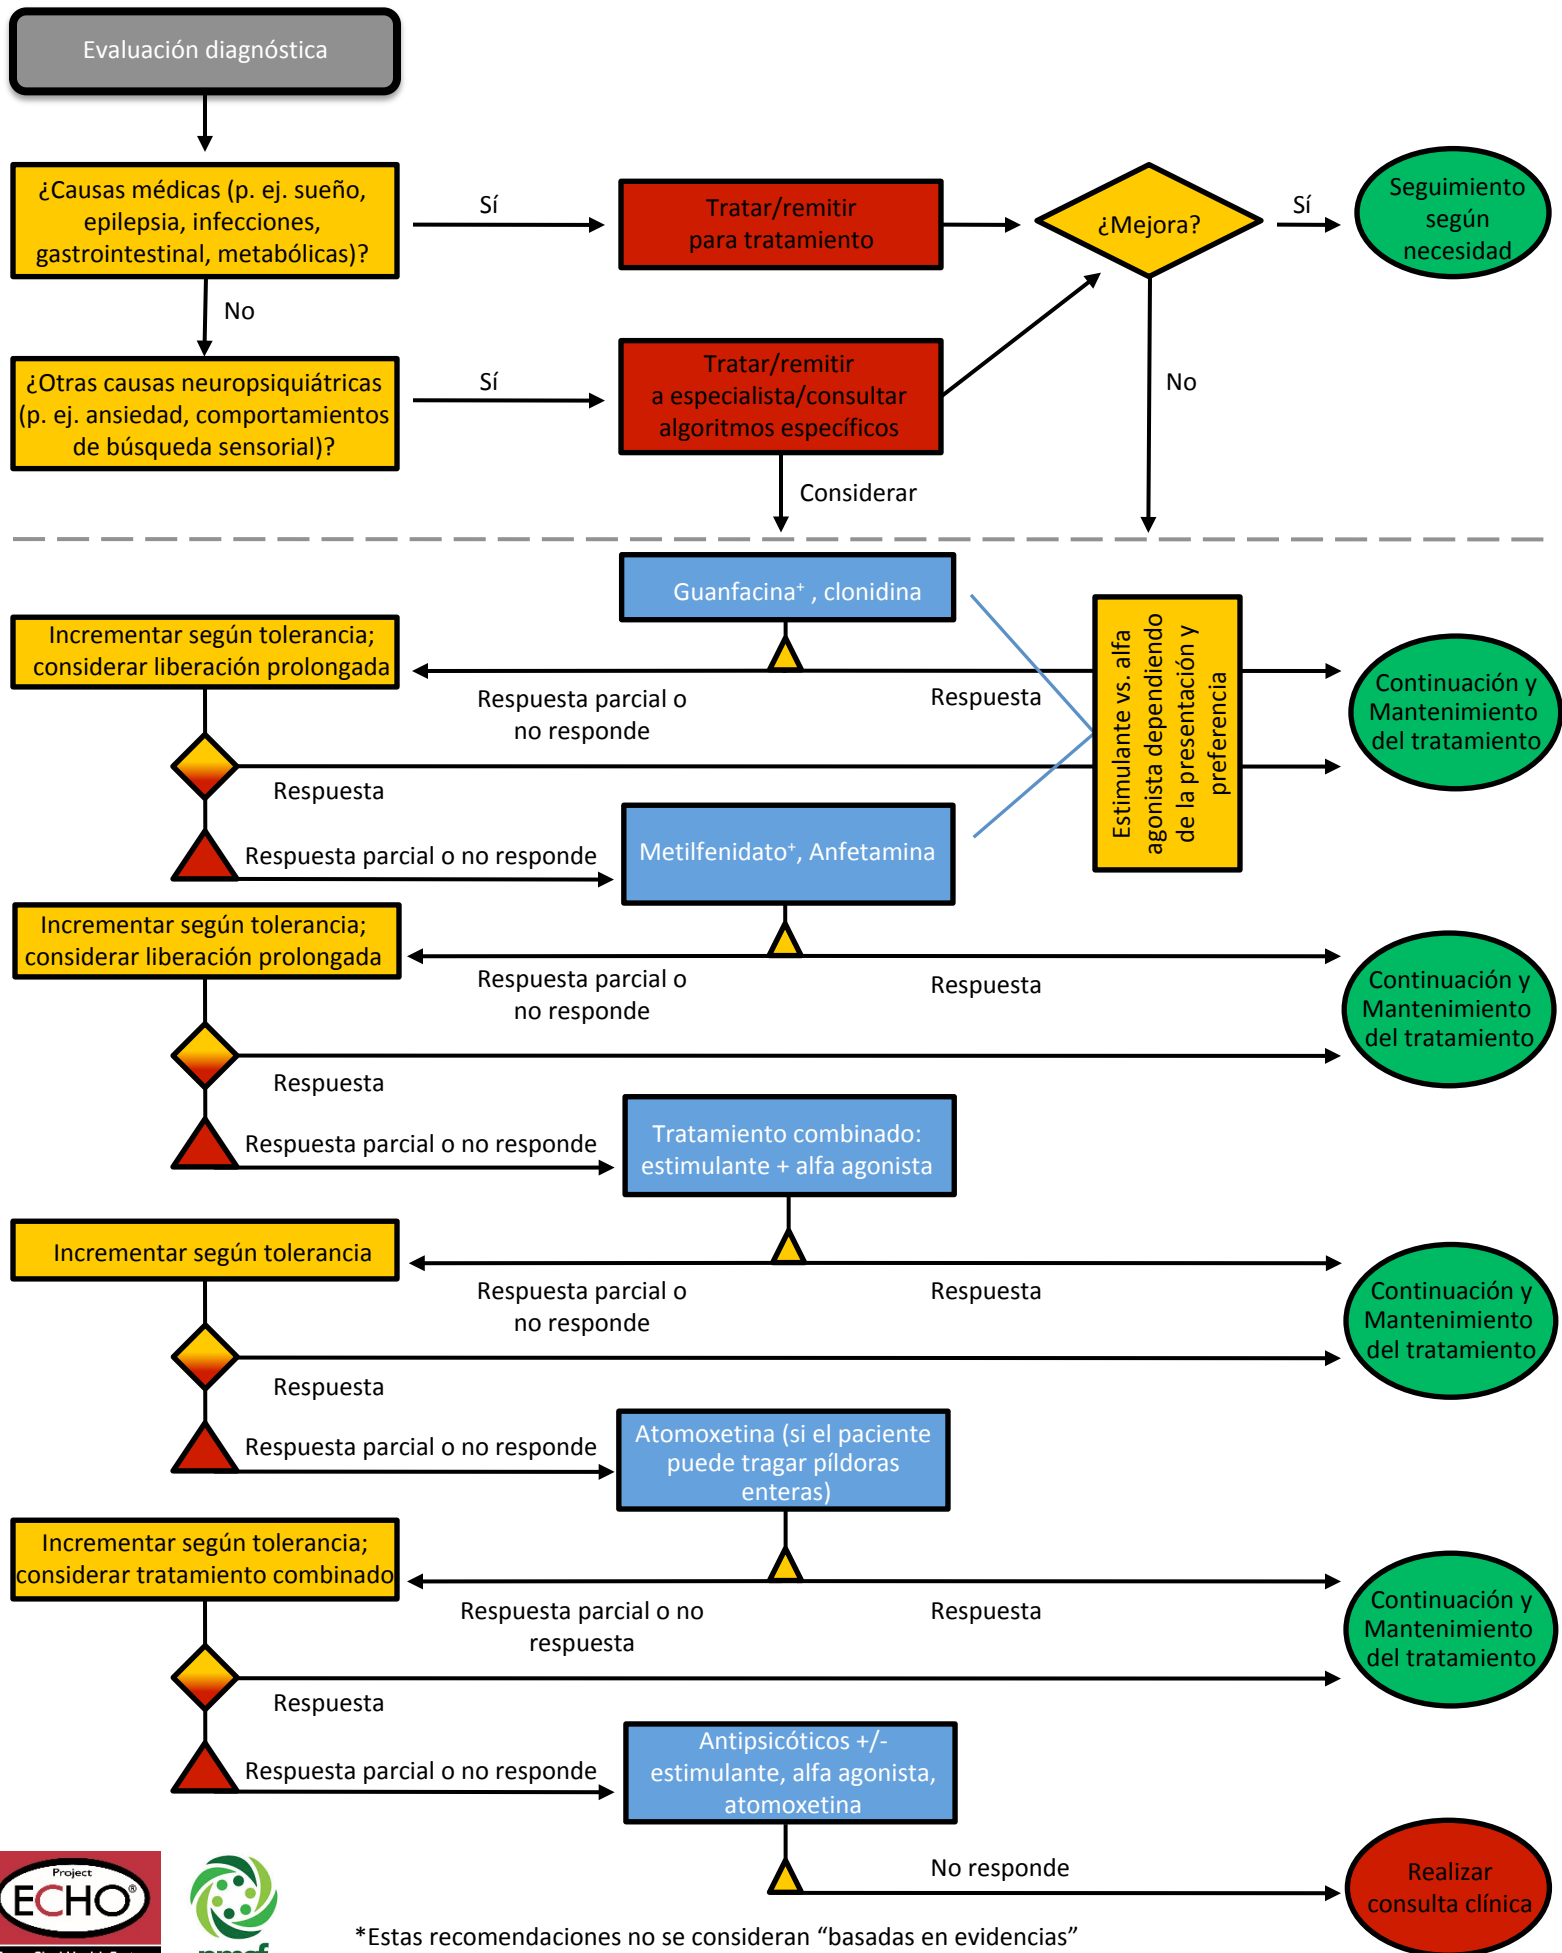 Evaluación diagnóstica
¿Causas médicas (p. ej. sueño,
epilepsia, infecciones,
gastrointestinal, metabólicas)?
Sí
Tratar/remitir
para tratamiento
¿Mejora?
Sí
Seguimiento
según
necesidad
No
¿Otras causas neuropsiquiátricas
(p. ej. ansiedad, comportamientos
de búsqueda sensorial)?
Sí
Tratar/remitir
a especialista/consultar
algoritmos específicos
No
Considerar
Guanfacina⁺ , clonidina
Estimulante vs. alfa
agonista dependiendo
de la presentación y
preferencia
Incrementar según tolerancia;
considerar liberación prolongada
Respuesta parcial o
no responde
Respuesta
Continuación y
Mantenimiento
del tratamiento
Respuesta
Respuesta parcial o no responde
Metilfenidato⁺, Anfetamina
Incrementar según tolerancia;
considerar liberación prolongada
Respuesta parcial o
no responde
Respuesta
Continuación y
Mantenimiento
del tratamiento
Respuesta
Respuesta parcial o no responde
Tratamiento combinado:
estimulante + alfa agonista
Incrementar según tolerancia
Respuesta parcial o
no responde
Respuesta
Continuación y
Mantenimiento
del tratamiento
Respuesta
Respuesta parcial o no responde
Atomoxetina (si el paciente
puede tragar píldoras
enteras)
Incrementar según tolerancia;
considerar tratamiento combinado
Respuesta parcial o no
respuesta
Respuesta
Continuación y
Mantenimiento
del tratamiento
Respuesta
Respuesta parcial o no responde
Antipsicóticos +/-
estimulante, alfa agonista,
atomoxetina
No responde
Realizar
consulta clínica
Project
ECHO®
*Estas recomendaciones no se consideran “basadas en evidencias”